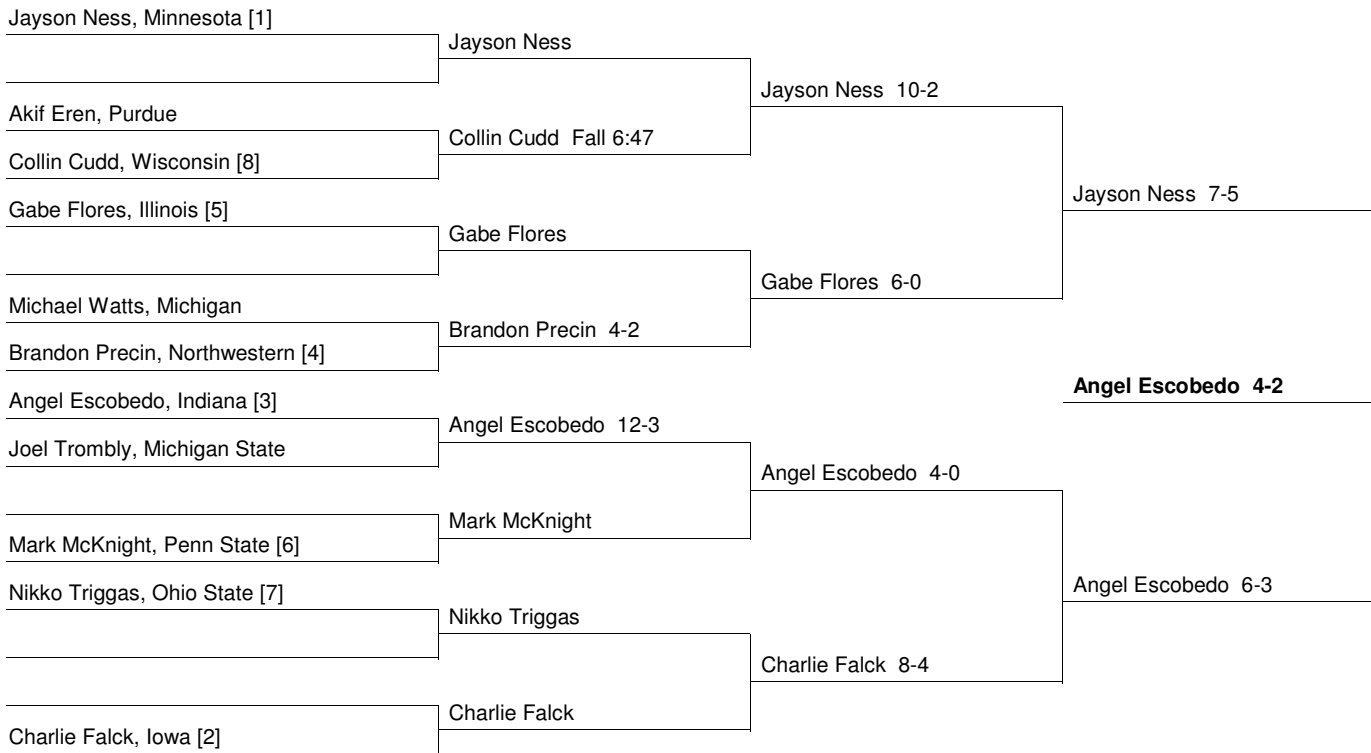 Jayson Ness, Minnesota [1]
Akif Eren, Purdue
Collin Cudd, Wisconsin [8]
Gabe Flores, Illinois [5]
Michael Watts, Michigan
Brandon Precin, Northwestern [4]
Angel Escobedo, Indiana [3]
Joel Trombly, Michigan State
Mark McKnight, Penn State [6]
Nikko Triggas, Ohio State [7]
Charlie Falck, Iowa [2]
Jayson Ness
Collin Cudd Fall 6:47
Gabe Flores
Brandon Precin 4-2
Angel Escobedo 12-3
Mark McKnight
Nikko Triggas
Charlie Falck
Jayson Ness 10-2
Gabe Flores 6-0
Angel Escobedo 4-0
Charlie Falck 8-4
Jayson Ness 7-5
Angel Escobedo 4-2
Angel Escobedo 6-3